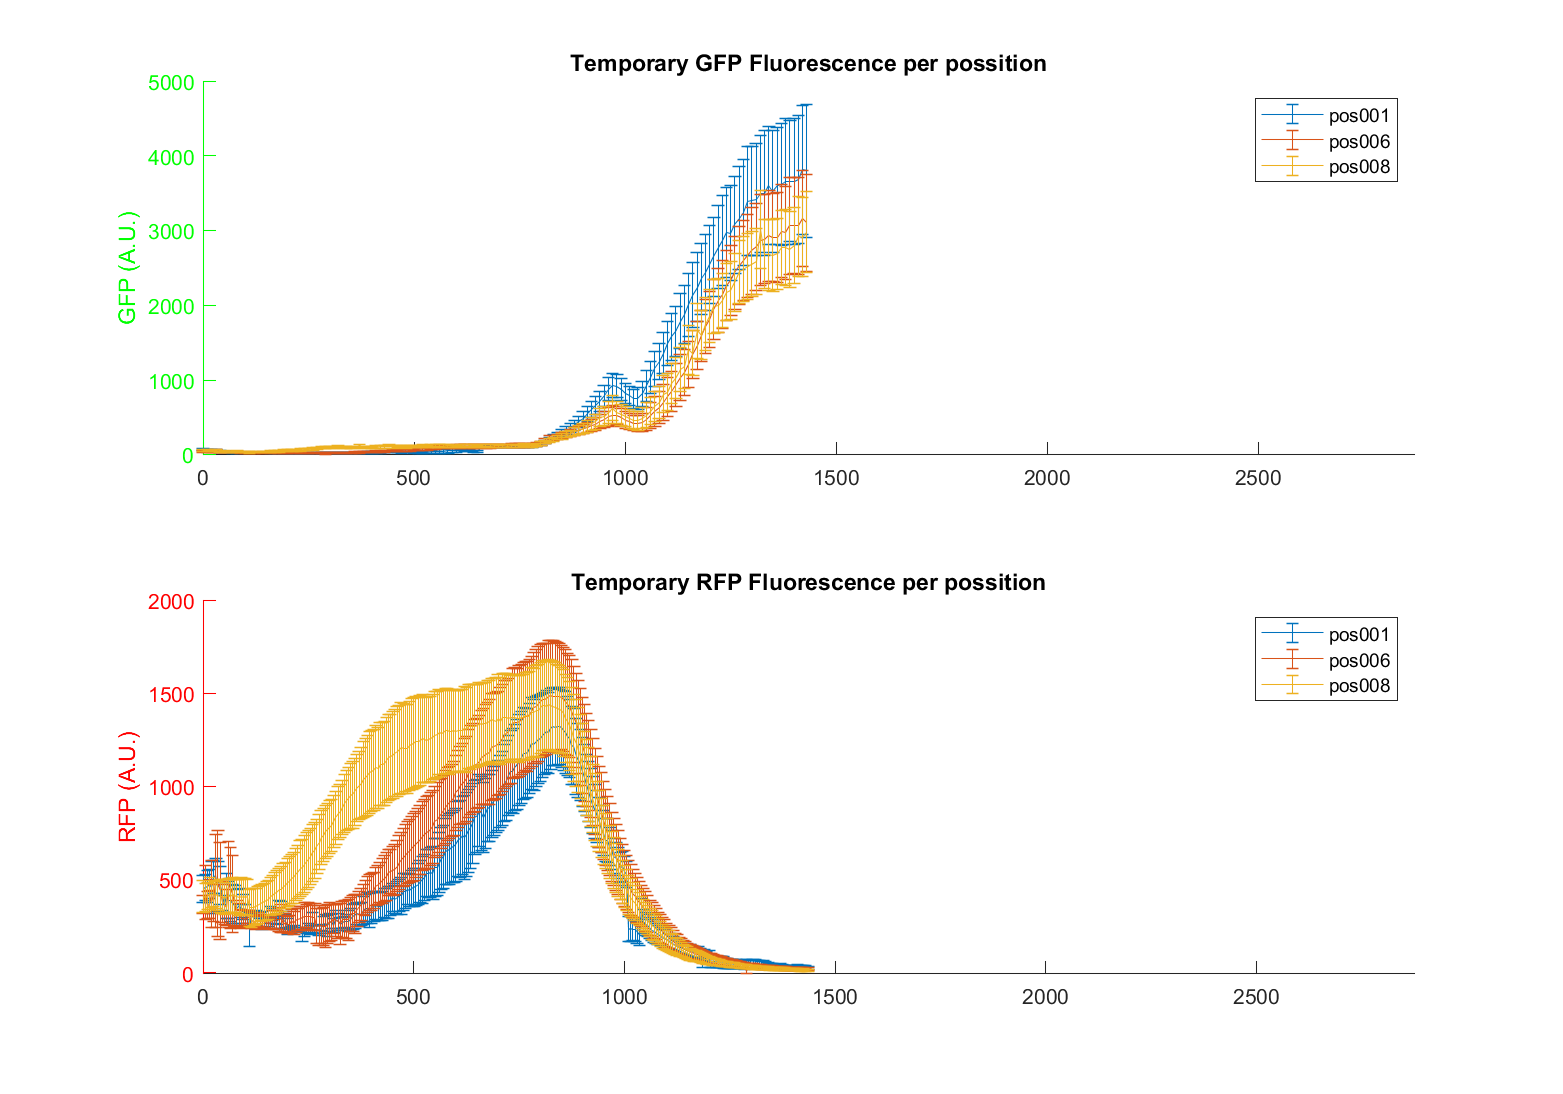 Temporary GFP Fluorescence per possition
5000
4000
3000
2000
1000
0
GFP (A.U.)
0 500 1000 1500 2000 2500
pos001
pos006
pos008
Temporary RFP Fluorescence per possition
2000
1500
1000
500
0
RFP (A.U.)
0 500 1000 1500 2000 2500
pos001
pos006
pos008